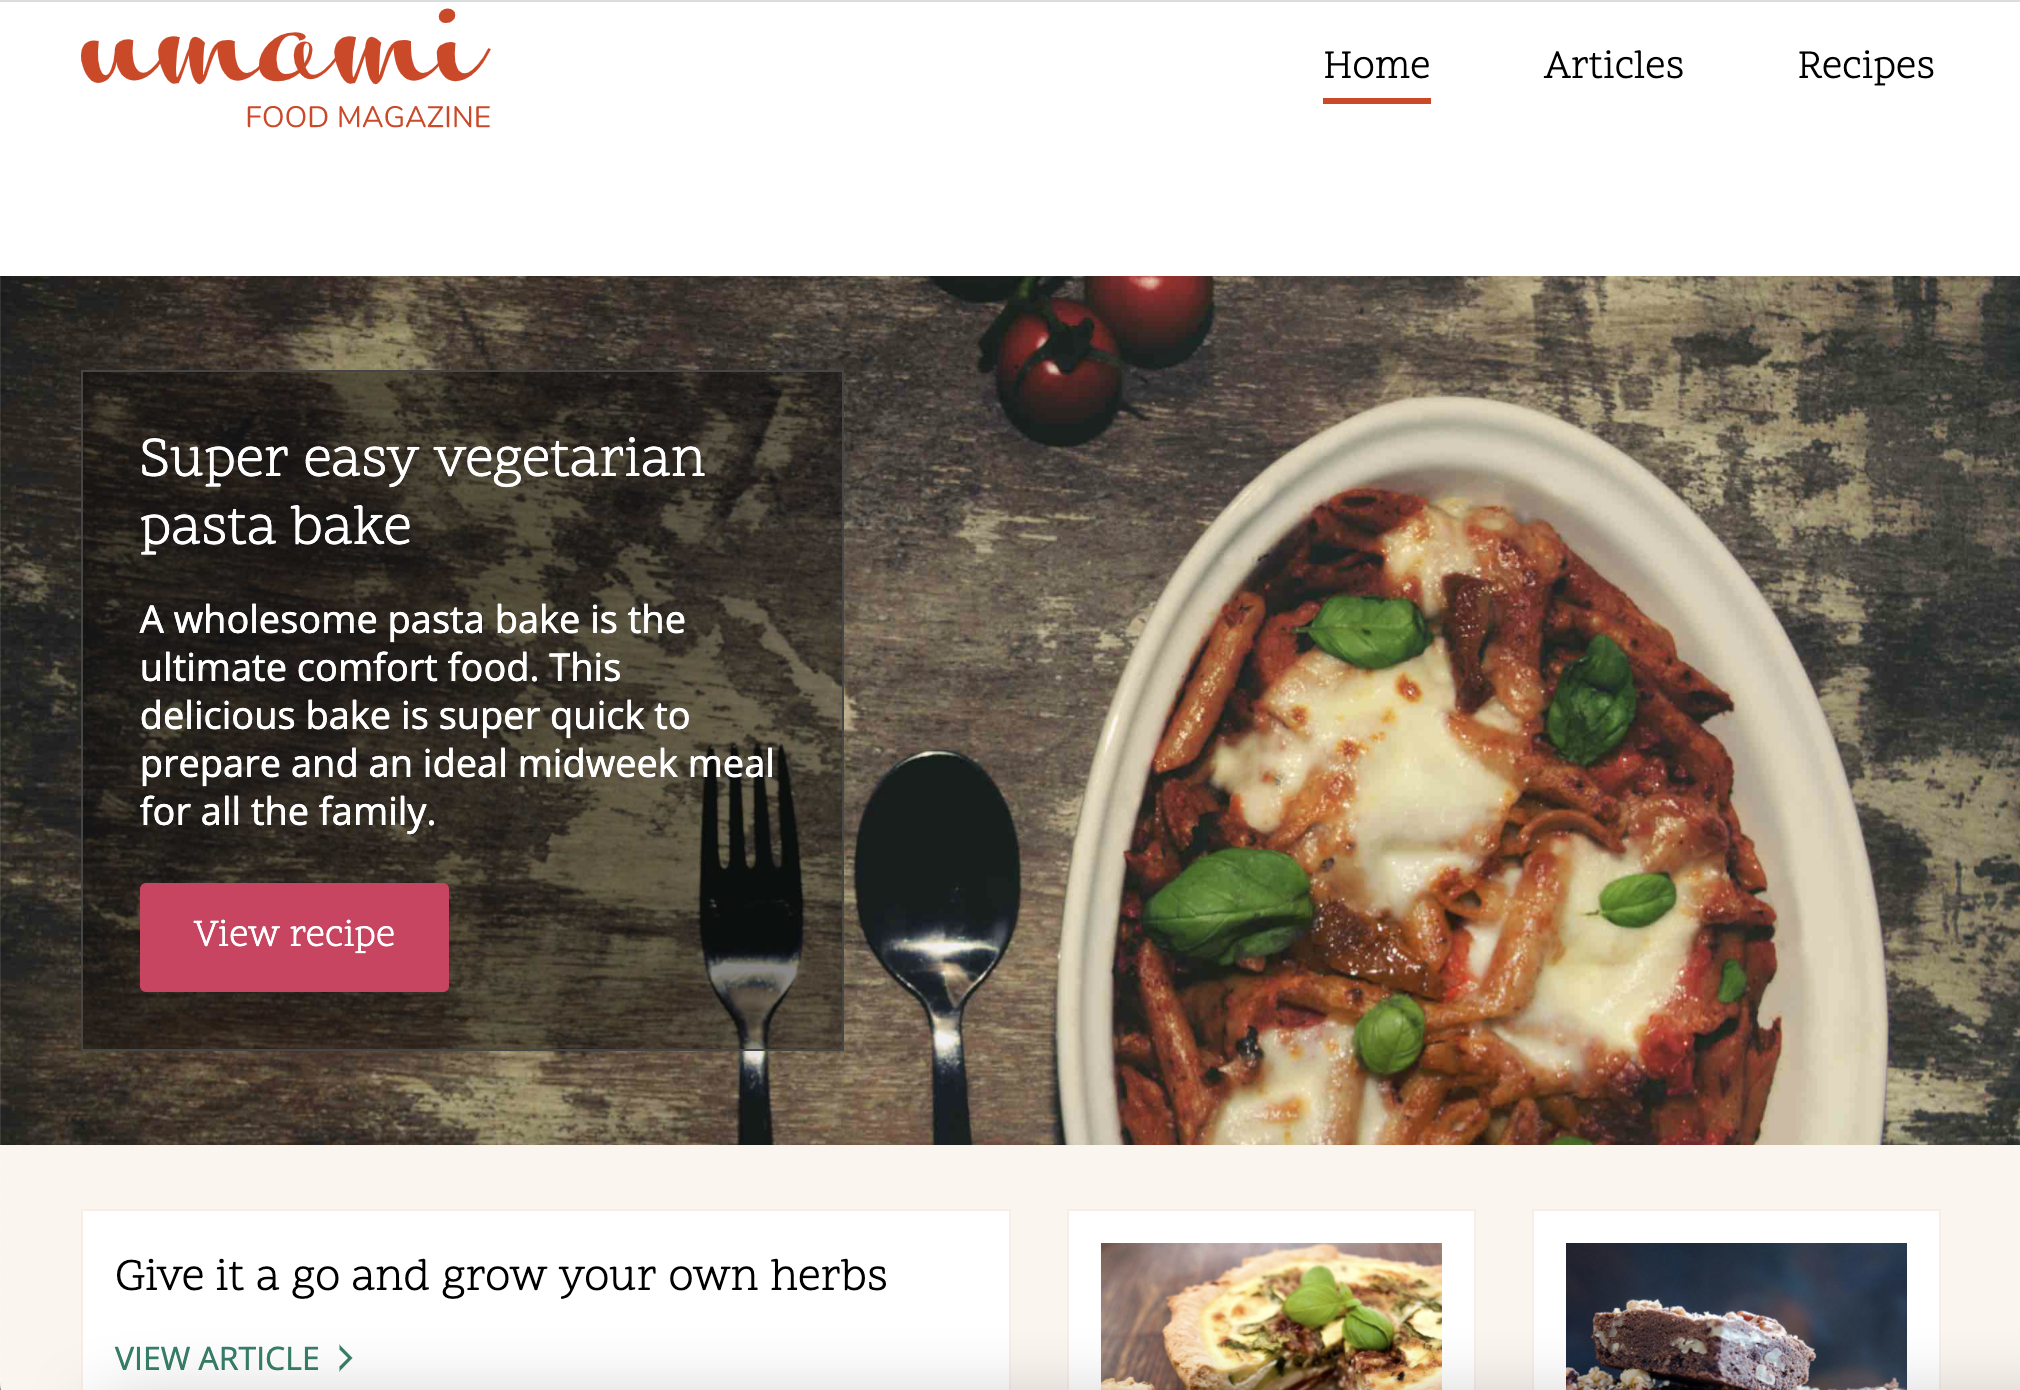 umami
FOOD MAGAZINE
Home
Articles
Recipes
Super easy vegetarian
pasta bake
A wholesome pasta bake is the
ultimate comfort food. This
delicious bake is super quick to
prepare and an ideal midweek meal
for all the family.
View recipe
Give it a go and grow your own herbs
VIEW ARTICLE